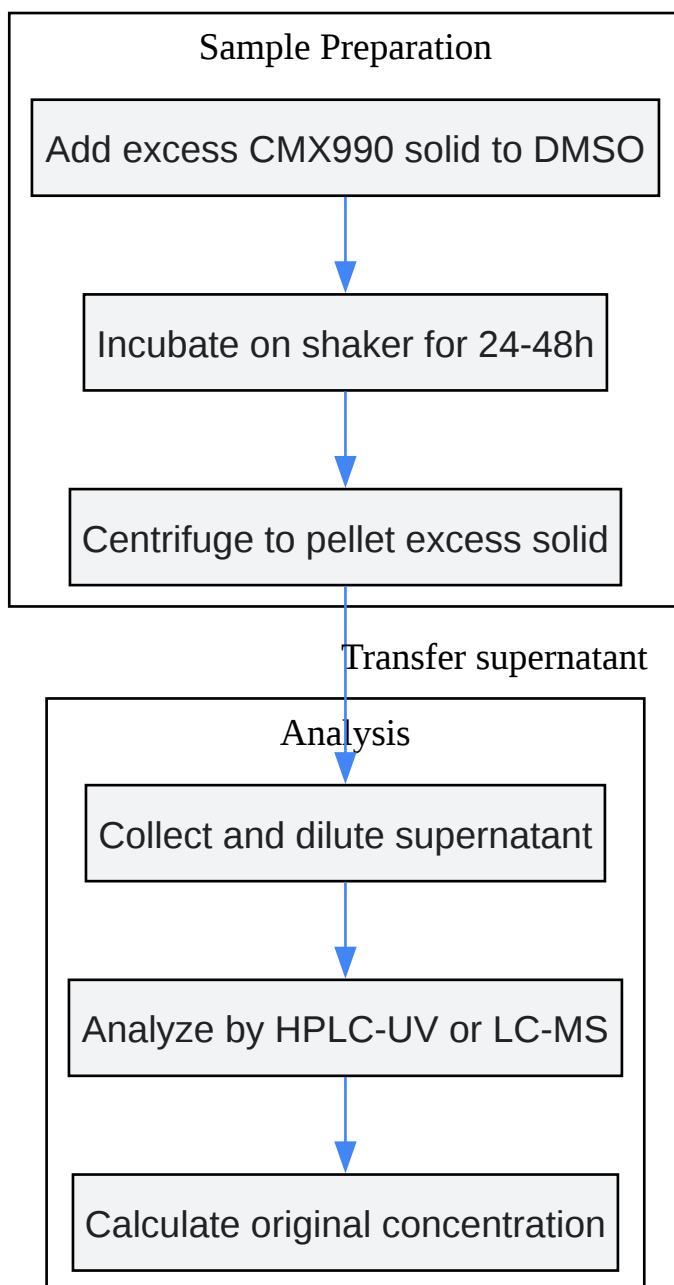 Sample Preparation
Add excess CMX990 solid to DMSO
Incubate on shaker for 24-48h
Centrifuge to pellet excess solid
Transfer supernatant
Analysis
Collect and dilute supernatant
Analyze by HPLC-UV or LC-MS
Calculate original concentration